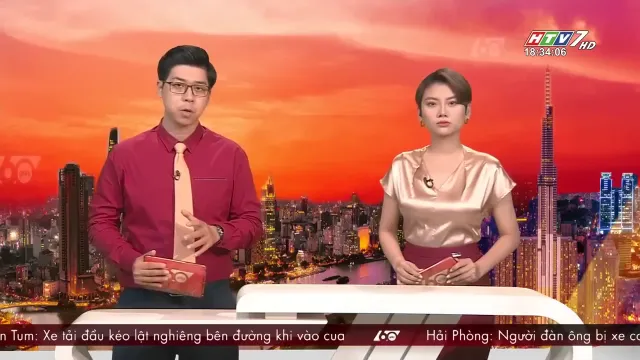 HTV7 HD
18:34:06
n Tum: Xe tải đầu kéo lật nghiêng bên đường khi vào cua 60 Hải Phòng: Người đàn ông bị xe c